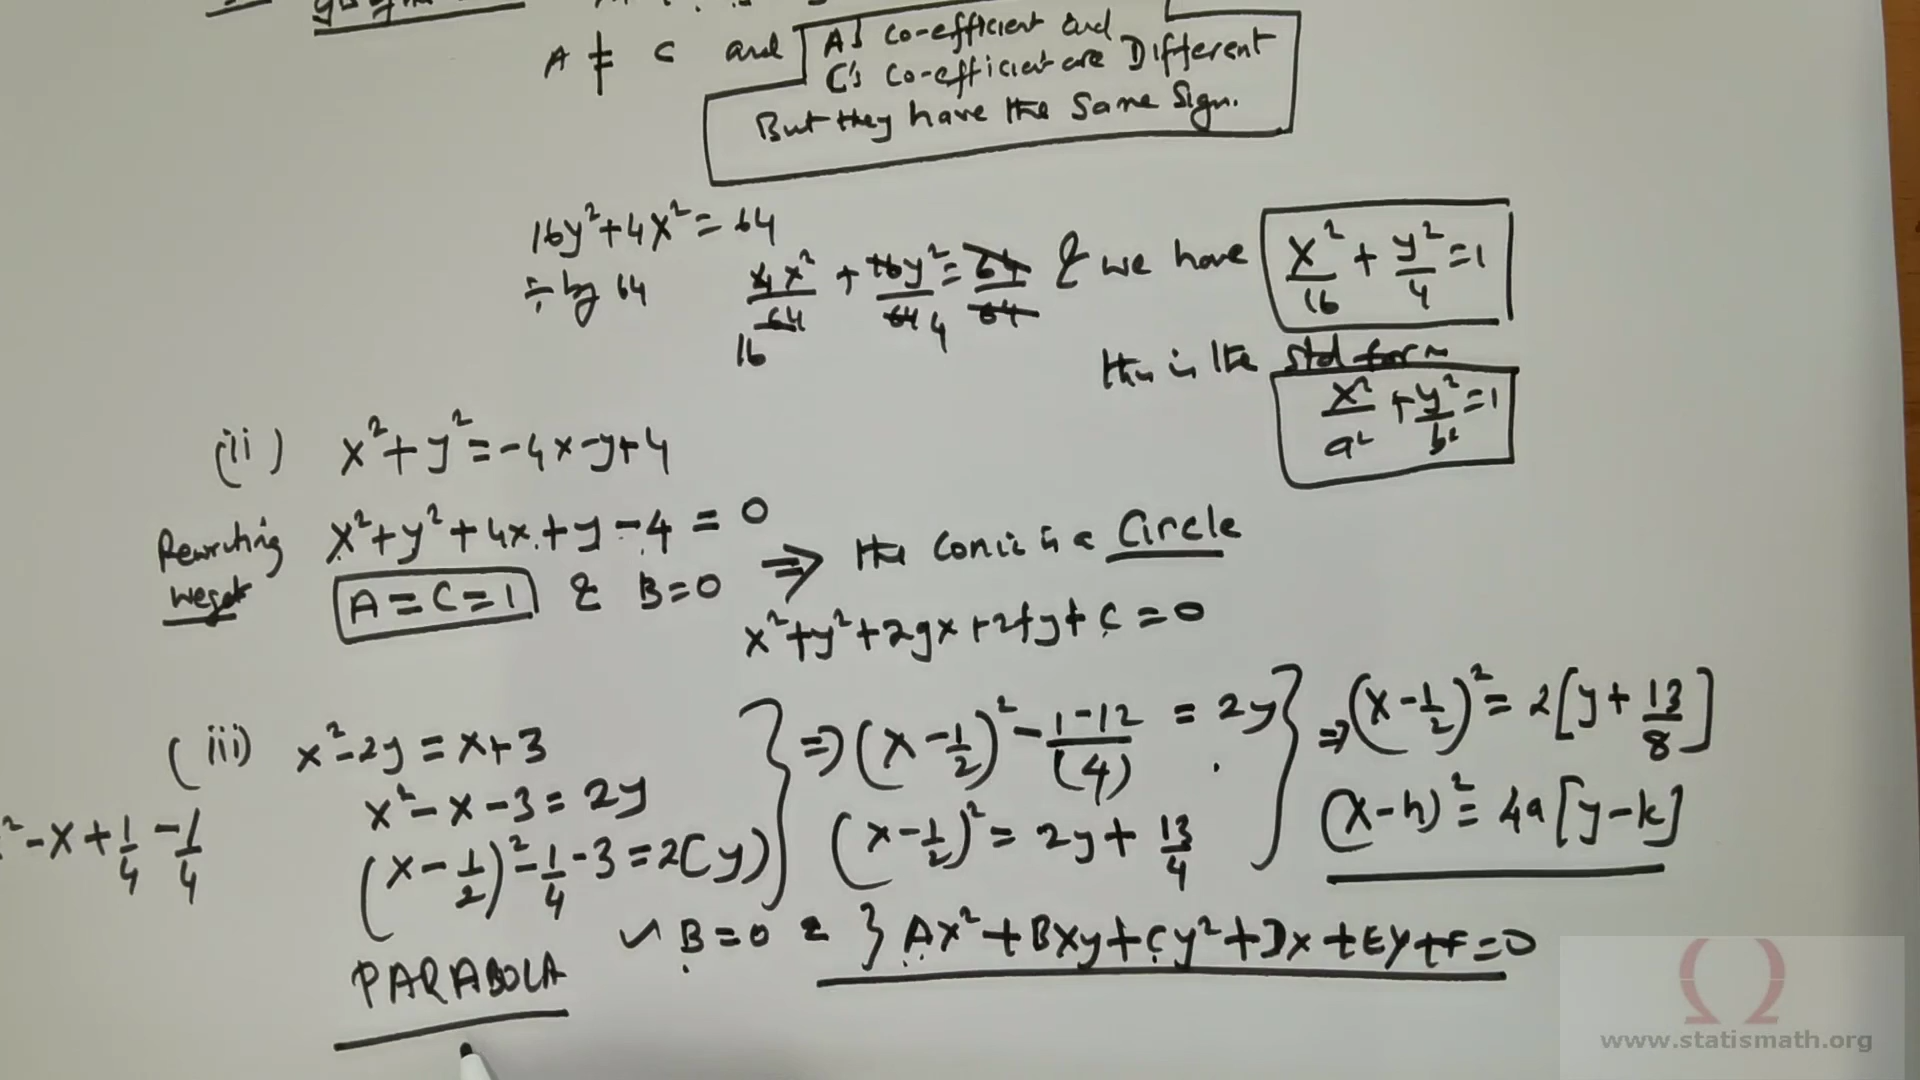 A ≠ C and A's co-efficient and
C's co-efficient are Different
But they have the same sign.
16y²+4x² = 64
÷ by 64 4x²/64 + 16y²/64 = 64/64 & we have x²/16 + y²/4 = 1
16 4
this is the std form
x²/a² + y²/b² = 1
(ii) x²+y² = -4x-y+4
Rewriting we get x²+y²+4x+y-4 = 0
A = C = 1 & B=0 ⇒ the conic is a Circle
x²+y²+2gx+2fy+c = 0
(iii) x²-2y = x+3
x²-x-3 = 2y
(x-1/2)²-1/4-3 = 2(y)
²-x+1/4-1/4
⇒ (x-1/2)² - 1-12/(4) = 2y
(x-1/2)² = 2y + 13/4
⇒ (x-1/2)² = 2[y+13/8]
(x-h)² = 4a[y-k]
B=0 & } Ax²+Bxy+Cy²+Dx+Ey+F=0
PARABOLA
www.statismath.org